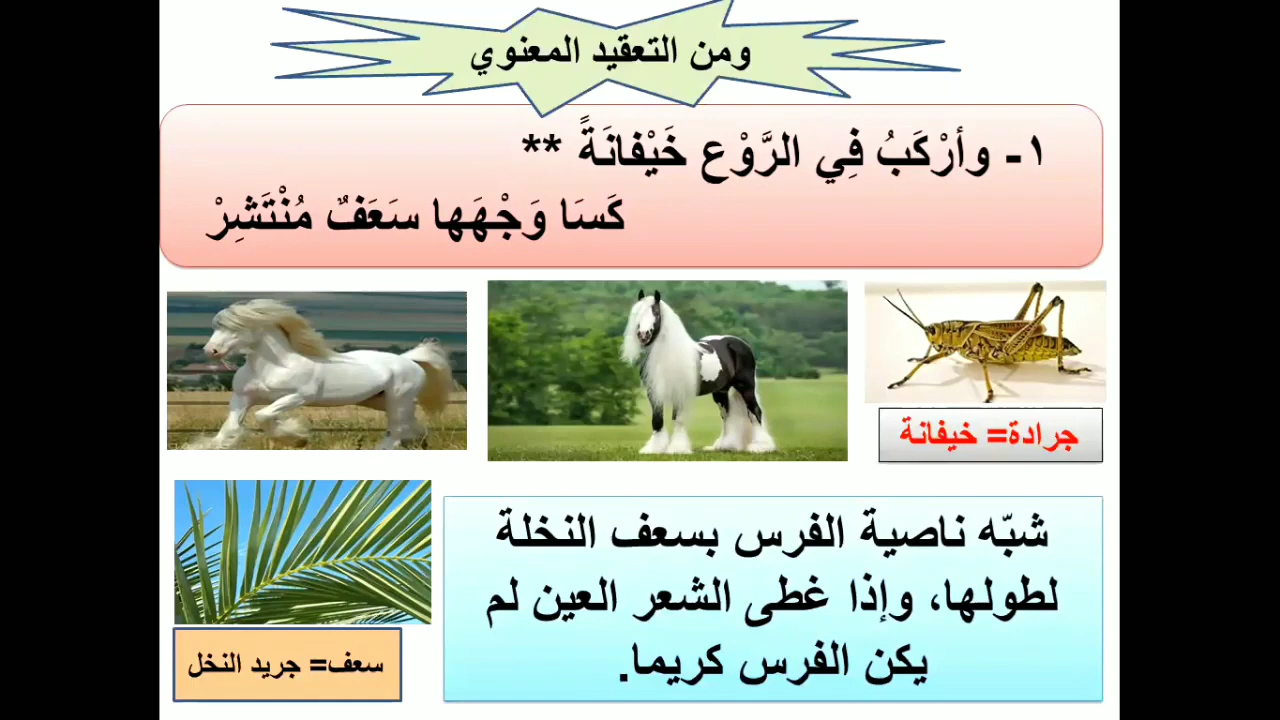 ومن التعقيد المعنوي
١- وأرْكَبُ فِي الرَّوْع خَيْفانَةً **
كَسَا وَجْهَها سَعَفٌ مُنْتَشِرْ
جرادة= خيفانة
شبّه ناصية الفرس بسعف النخلة
لطولها، وإذا غطى الشعر العين لم
يكن الفرس كريما.
سعف= جريد النخل